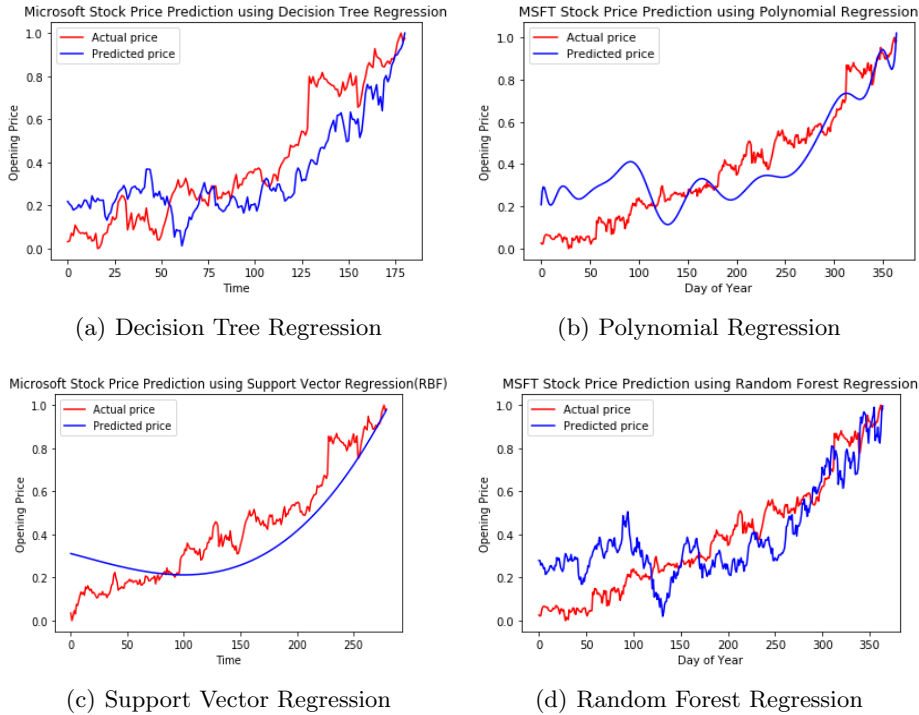 Microsoft Stock Price Prediction using Decision Tree Regression
Actual price
Predicted price
Opening Price
1.0
0.8
0.6
0.4
0.2
0.0
0 25 50 75 100 125 150 175
Time
(a) Decision Tree Regression
MSFT Stock Price Prediction using Polynomial Regression
Actual price
Predicted price
Opening Price
1.0
0.8
0.6
0.4
0.2
0.0
0 50 100 150 200 250 300 350
Day of Year
(b) Polynomial Regression
Microsoft Stock Price Prediction using Support Vector Regression(RBF)
Actual price
Predicted price
Opening Price
1.0
0.8
0.6
0.4
0.2
0.0
0 50 100 150 200 250
Time
(c) Support Vector Regression
MSFT Stock Price Prediction using Random Forest Regression
Actual price
Predicted price
Opening Price
1.0
0.8
0.6
0.4
0.2
0.0
0 50 100 150 200 250 300 350
Day of Year
(d) Random Forest Regression